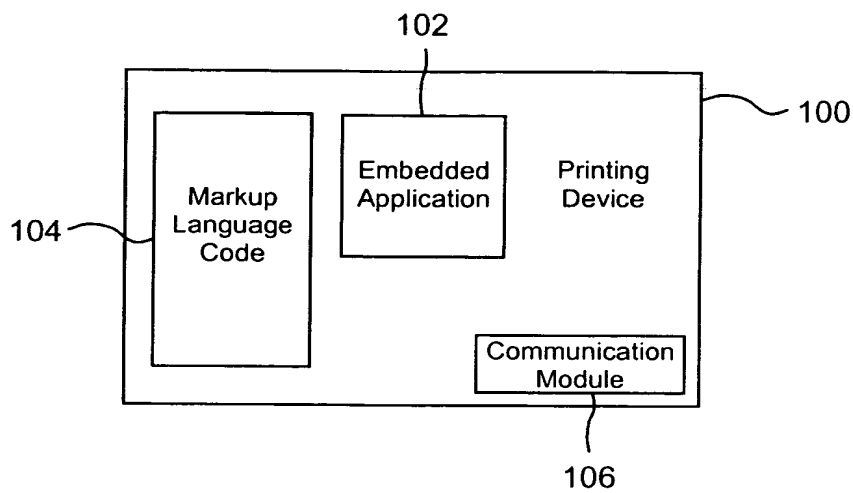 102
100
Embedded
Application
Printing
Device
Markup
Language
Code
104
Communication
Module
106